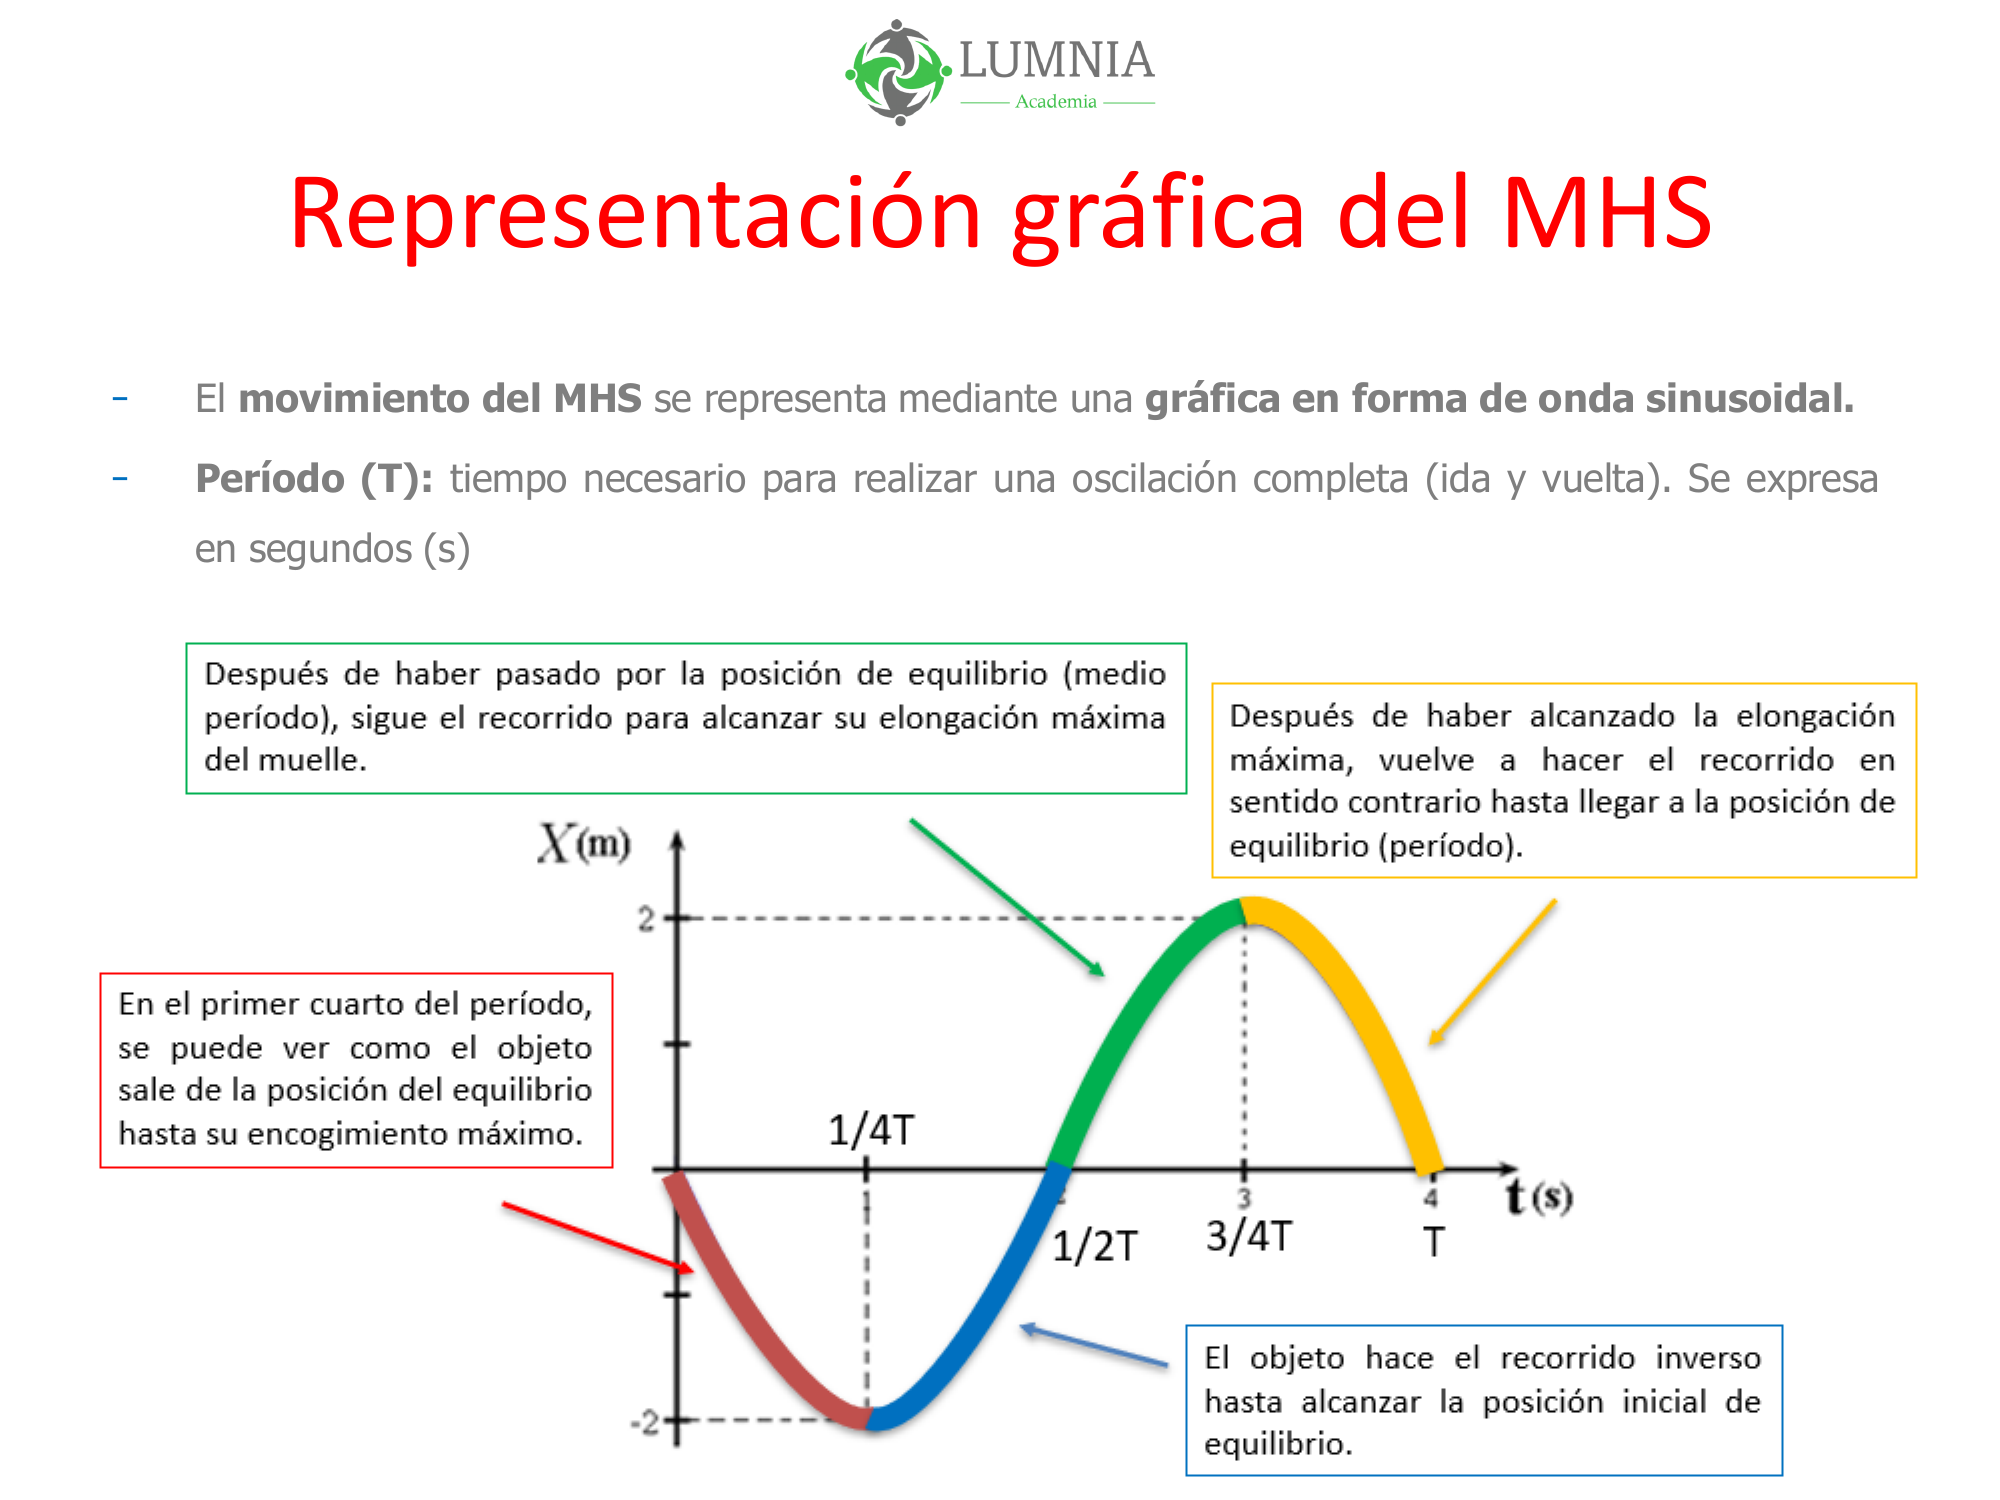 LUMNIA
Academia
Representación gráfica del MHS
- El movimiento del MHS se representa mediante una gráfica en forma de onda sinusoidal.
- Período (T): tiempo necesario para realizar una oscilación completa (ida y vuelta). Se expresa
en segundos (s)
Después de haber pasado por la posición de equilibrio (medio
período), sigue el recorrido para alcanzar su elongación máxima
del muelle.
Después de haber alcanzado la elongación
máxima, vuelve a hacer el recorrido en
sentido contrario hasta llegar a la posición de
equilibrio (período).
X(m)
2
En el primer cuarto del período,
se puede ver como el objeto
sale de la posición del equilibrio
hasta su encogimiento máximo.
1/4T
1
3
4
t(s)
1/2T
3/4T
T
-2
El objeto hace el recorrido inverso
hasta alcanzar la posición inicial de
equilibrio.